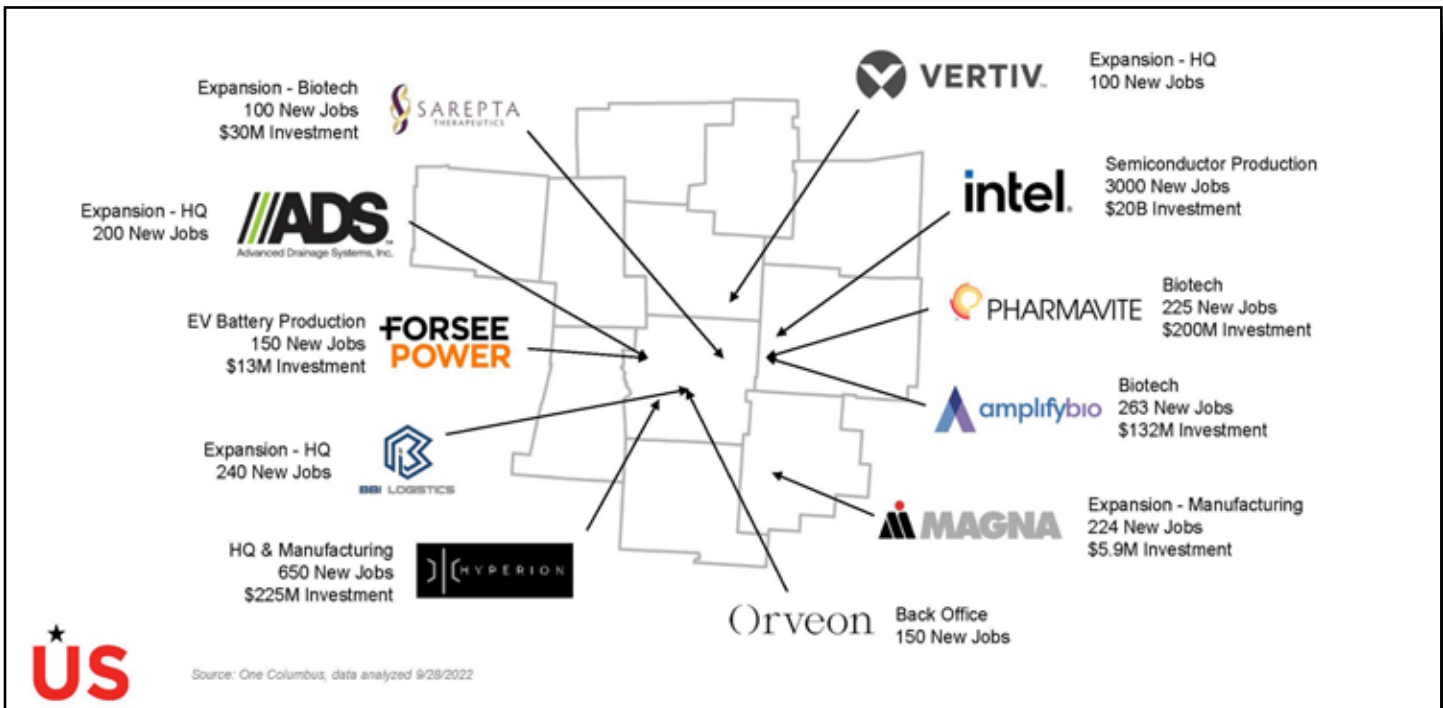 Expansion - Biotech
100 New Jobs
$30M Investment
SAREPTA
THERAPEUTICS
VERTIV™
Expansion - HQ
100 New Jobs
Expansion - HQ
200 New Jobs
ADS™
Advanced Drainage Systems, Inc.
intel.
Semiconductor Production
3000 New Jobs
$20B Investment
EV Battery Production
150 New Jobs
$13M Investment
FORSEE
POWER
PHARMAVITE
Biotech
225 New Jobs
$200M Investment
amplifybio
Biotech
263 New Jobs
$132M Investment
Expansion - HQ
240 New Jobs
BBI LOGISTICS
MAGNA
Expansion - Manufacturing
224 New Jobs
$5.9M Investment
HQ & Manufacturing
650 New Jobs
$225M Investment
HYPERION
Orveon
Back Office
150 New Jobs
US
Source: One Columbus, data analyzed 9/28/2022